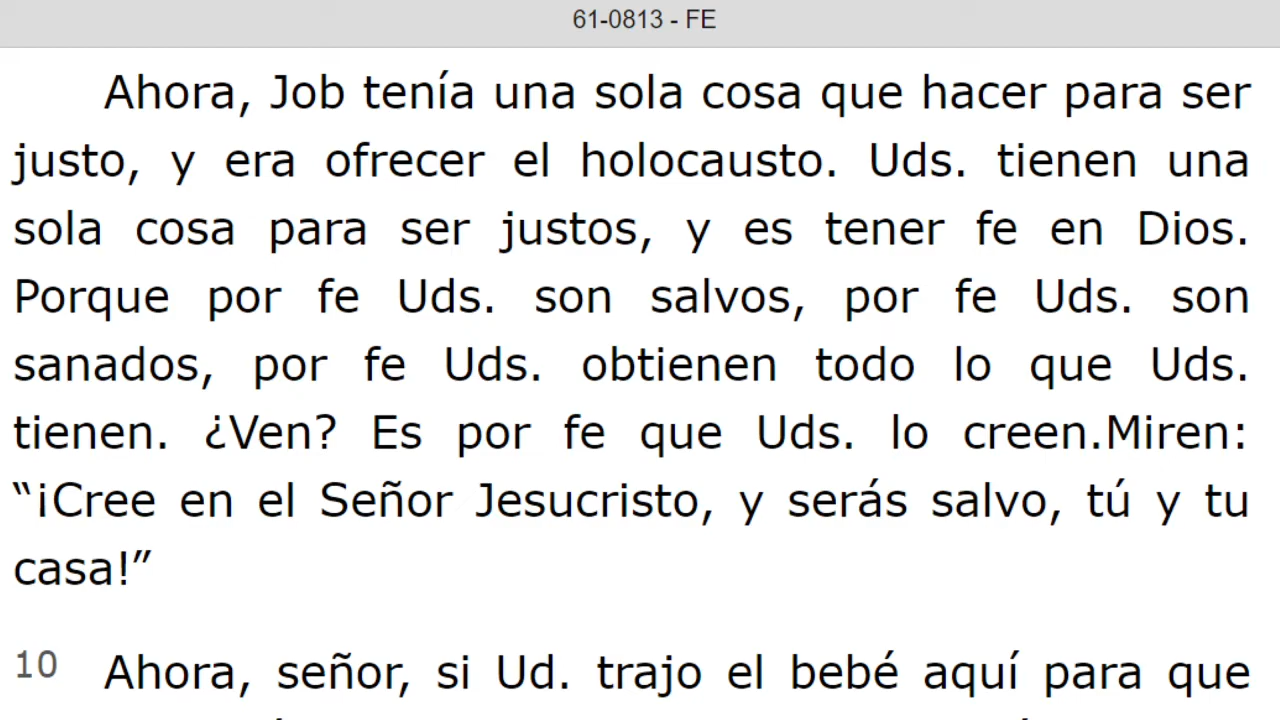 61-0813 - FE
Ahora, Job tenía una sola cosa que hacer para ser
justo, y era ofrecer el holocausto. Uds. tienen una
sola cosa para ser justos, y es tener fe en Dios.
Porque por fe Uds. son salvos, por fe Uds. son
sanados, por fe Uds. obtienen todo lo que Uds.
tienen. ¿Ven? Es por fe que Uds. lo creen.Miren:
“¡Cree en el Señor Jesucristo, y serás salvo, tú y tu
casa!”
10 Ahora, señor, si Ud. trajo el bebé aquí para que